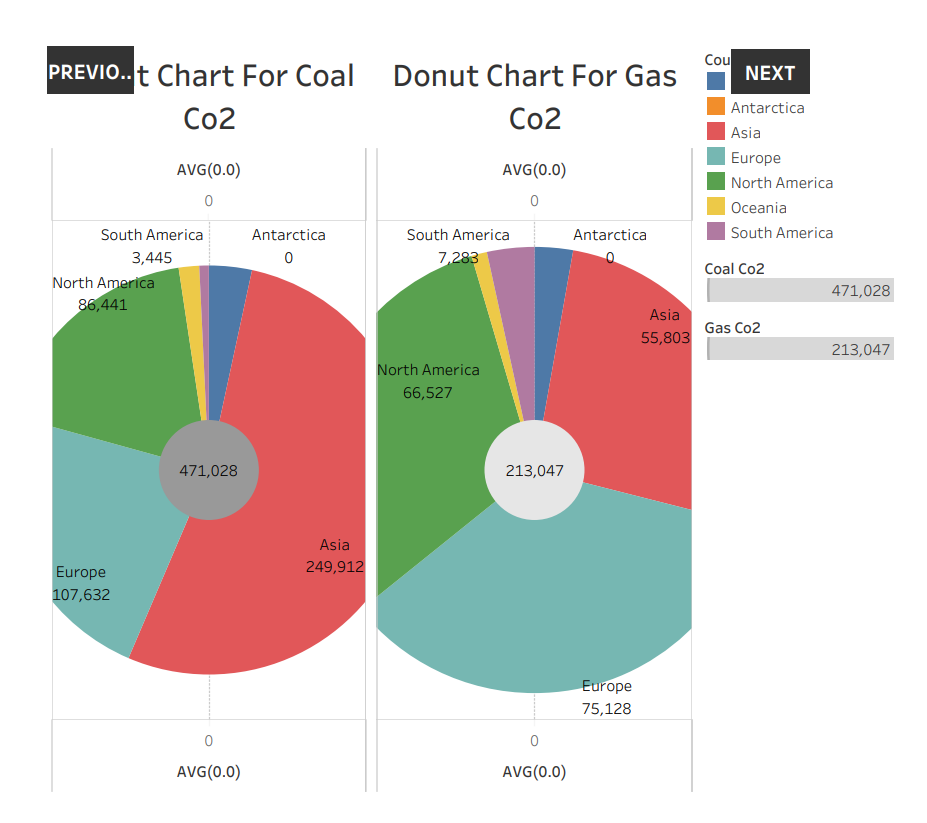 PREVIO..
t Chart For Coal
Co2
Donut Chart For Gas
Co2
Cou
NEXT
Antarctica
Asia
Europe
North America
Oceania
South America
Coal Co2
471,028
Gas Co2
213,047
AVG(0.0)
0
South America
3,445
Antarctica
0
North America
86,441
471,028
Asia
249,912
Europe
107,632
0
AVG(0.0)
AVG(0.0)
0
South America
7,283
Antarctica
0
Asia
55,803
North America
66,527
213,047
Europe
75,128
0
AVG(0.0)